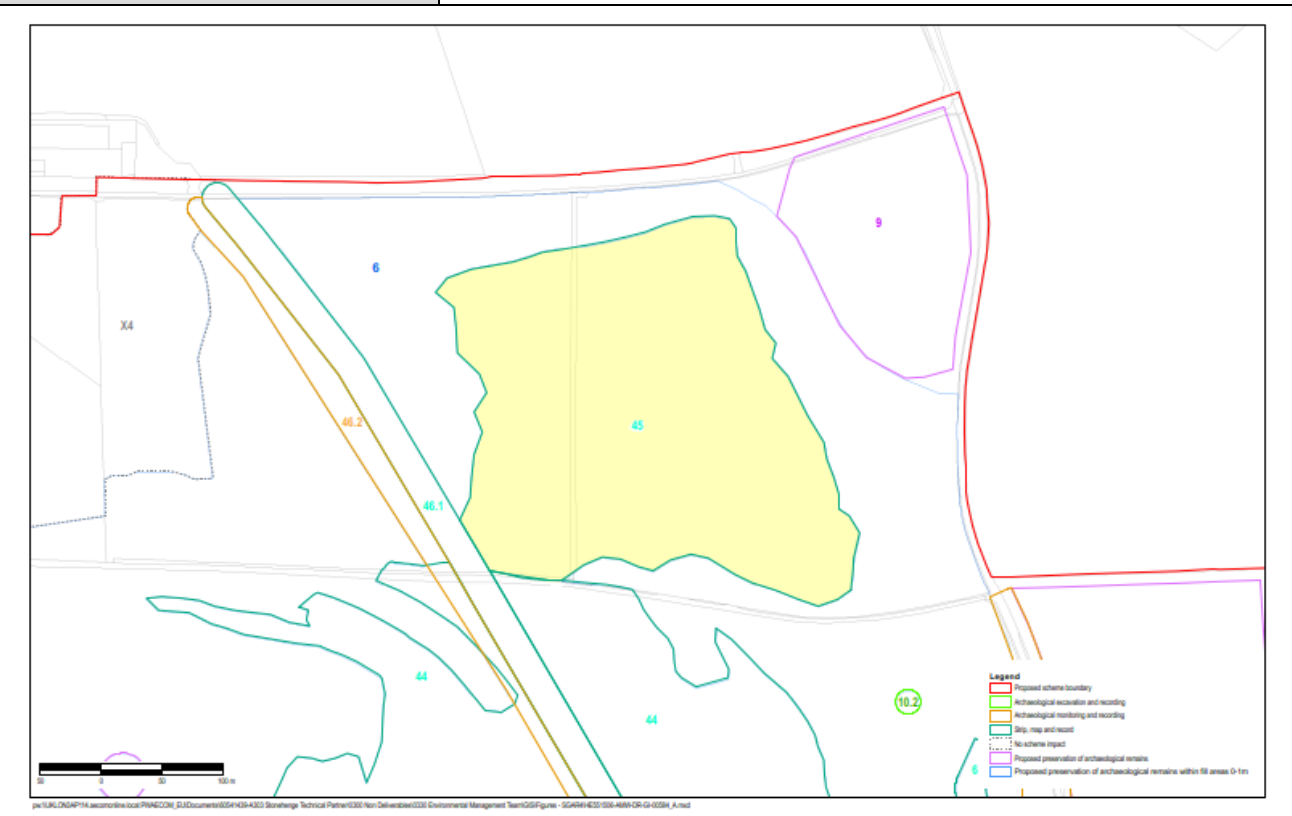 9
6
X4
46.2
45
46.1
44
10.2
44
6
Legend
Proposed scheme boundary
Archaeological excavation and recording
Archaeological monitoring and recording
Strip, map and record
No scheme impact
Proposed preservation of archaeological remains
Proposed preservation of archaeological remains within fill areas 0-1m
50 0 50 100 m